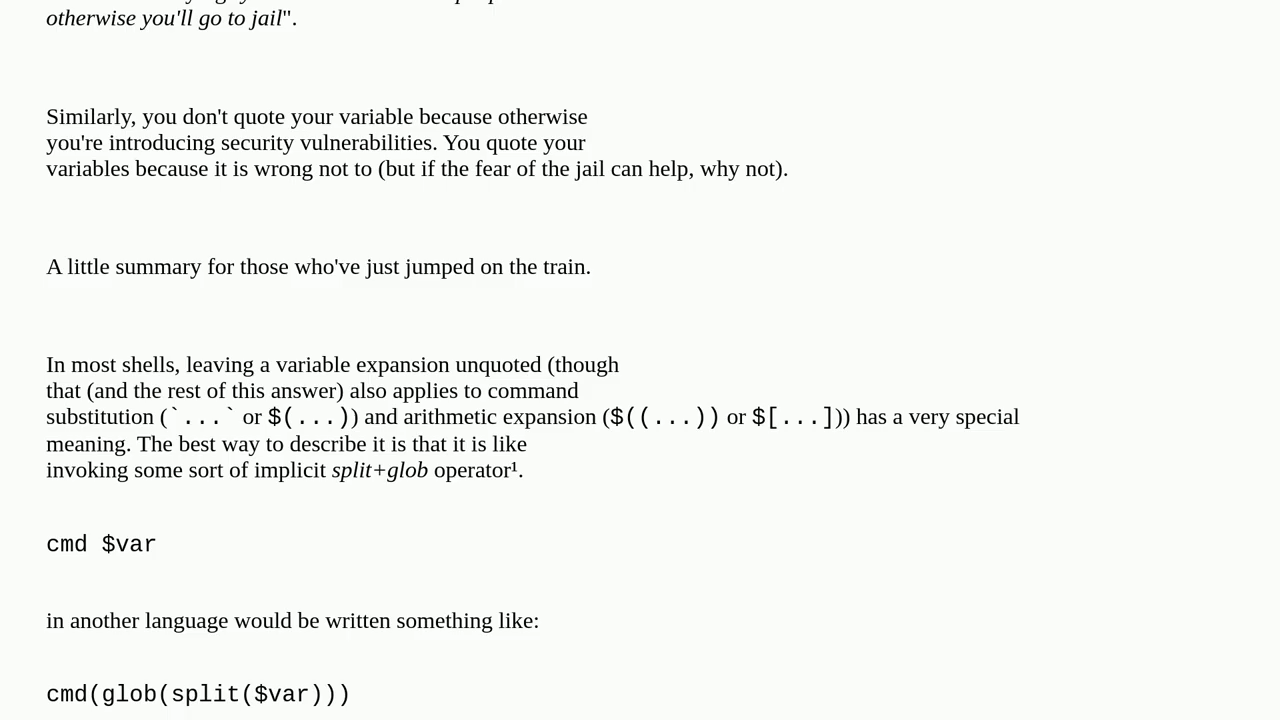 otherwise you'll go to jail".
Similarly, you don't quote your variable because otherwise
you're introducing security vulnerabilities. You quote your
variables because it is wrong not to (but if the fear of the jail can help, why not).
A little summary for those who've just jumped on the train.
In most shells, leaving a variable expansion unquoted (though
that (and the rest of this answer) also applies to command
substitution (`...` or $(...)) and arithmetic expansion ($((...)) or $[...])) has a very special
meaning. The best way to describe it is that it is like
invoking some sort of implicit split+glob operator¹.
cmd $var
in another language would be written something like:
cmd(glob(split($var)))